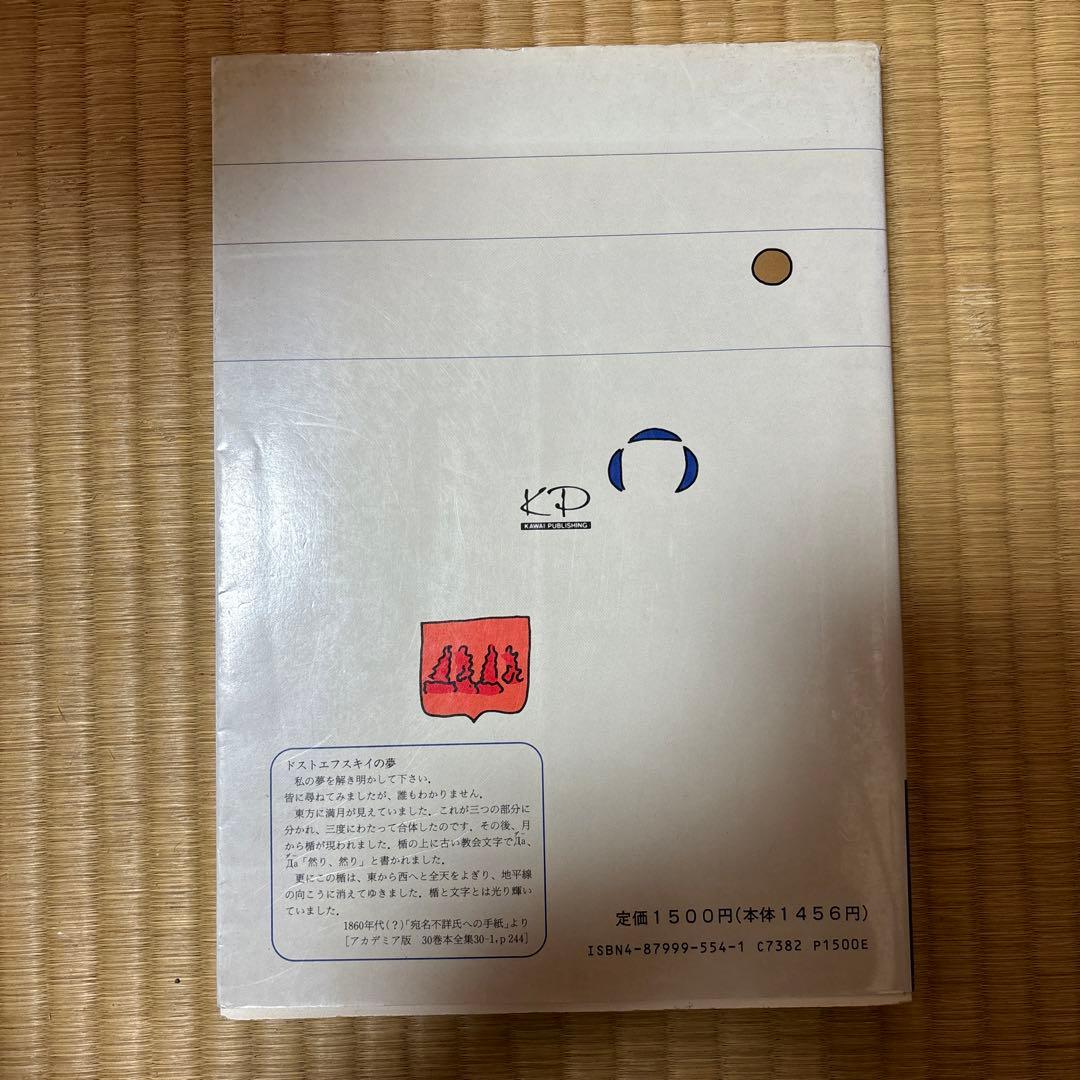 KP
KAWAI PUBLISHING
ドストエフスキイの夢
私の夢を解き明かして下さい.
皆に尋ねてみましたが、誰もわかりません.
東方に満月が見えていました. これが三つの部分に
分かれ、三度にわたって合体したのです. その後、月
から楯が現われました. 楯の上に古い教会文字でДа、
Да「然り、然り」と書かれました.
更にこの楯は、東から西へと全天をよぎり、地平線
の向こうに消えてゆきました. 楯と文字とは光り輝い
ていました.
1860年代(?)「宛名不詳氏への手紙」より
[アカデミア版 30巻本全集30-1, p 244]
定価1500円(本体1456円)
ISBN4-87999-554-1 C7382 P1500E